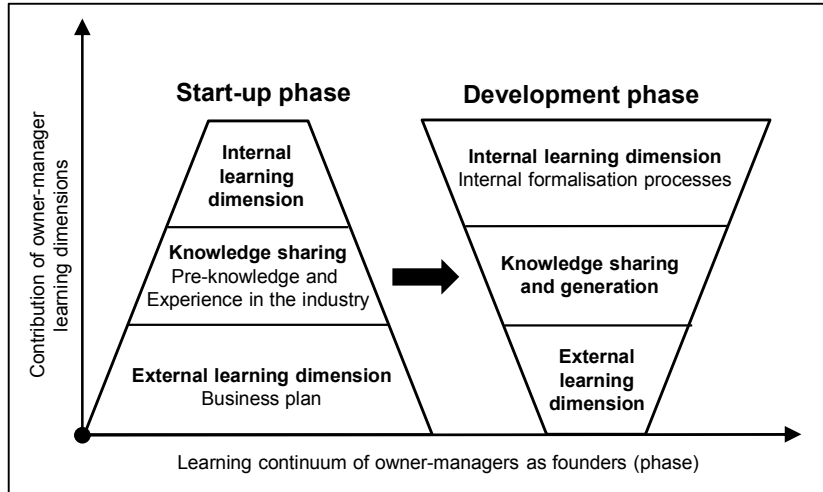 Contribution of owner-manager
learning dimensions
Start-up phase
Internal
learning
dimension
Knowledge sharing
Pre-knowledge and
Experience in the industry
External learning dimension
Business plan
Development phase
Internal learning dimension
Internal formalisation processes
Knowledge sharing
and generation
External
learning
dimension
Learning continuum of owner-managers as founders (phase)